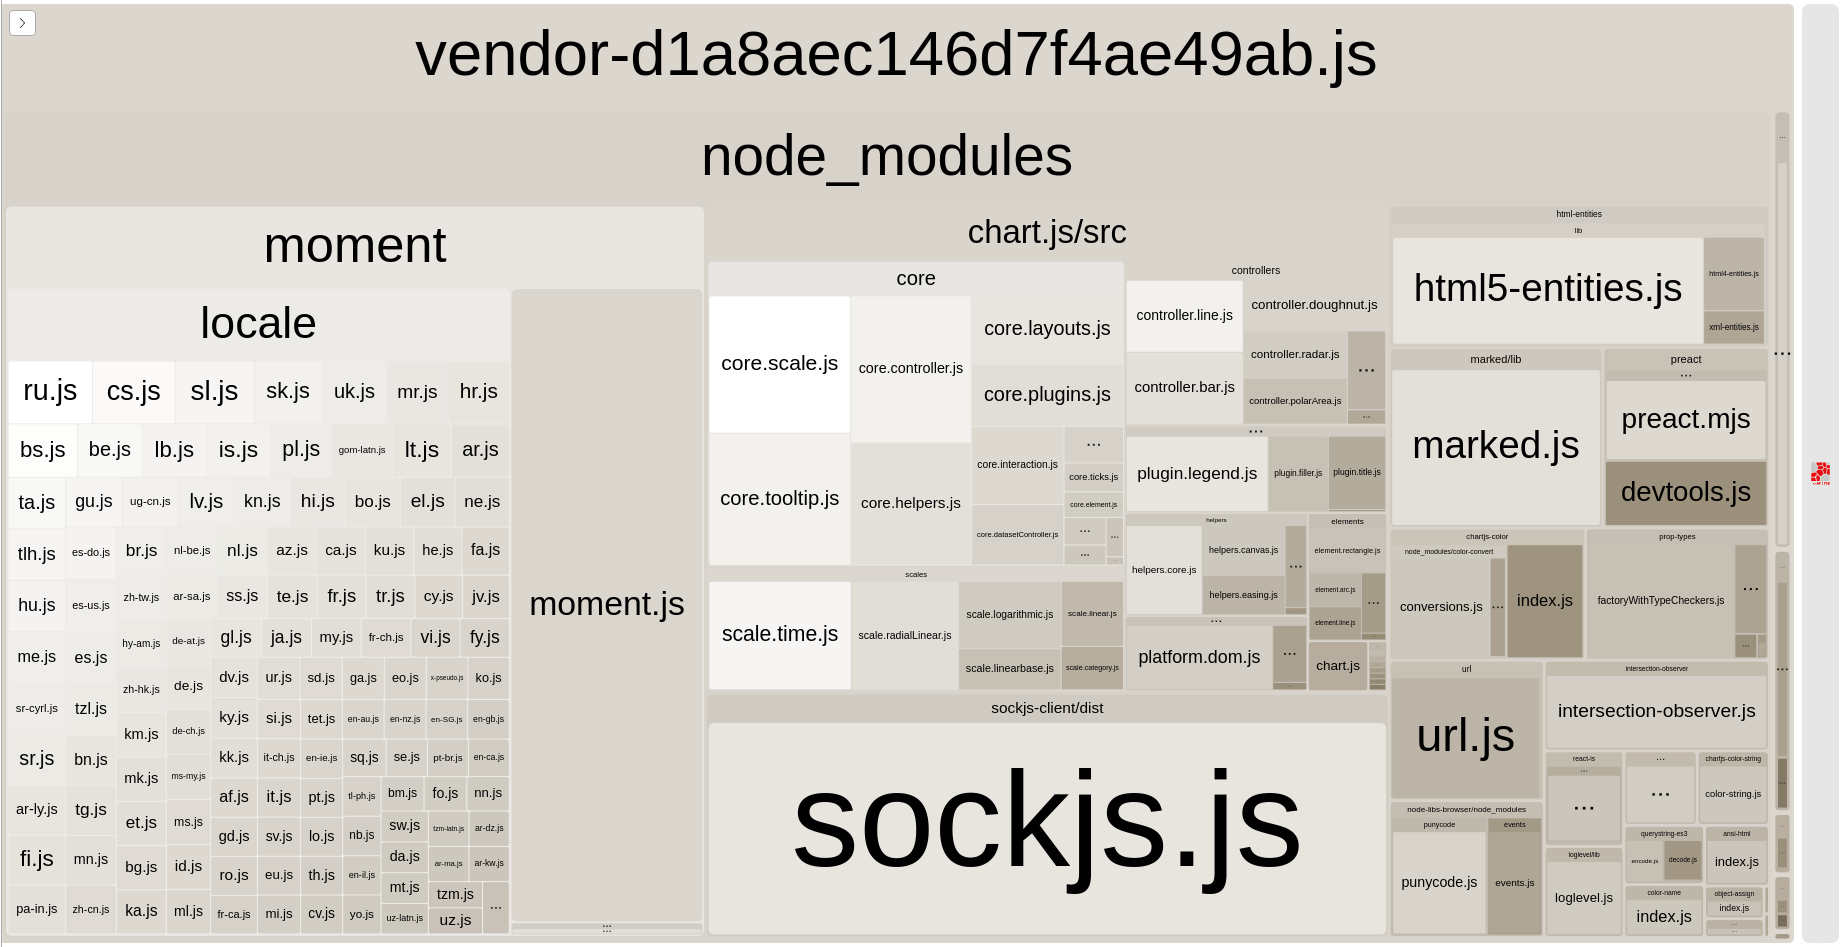 vendor-d1a8aec146d7f4ae49ab.js
node_modules
moment
locale
ru.js cs.js sl.js sk.js uk.js mr.js hr.js
bs.js be.js lb.js is.js pl.js gom-latn.js lt.js ar.js
ta.js gu.js ug-cn.js lv.js kn.js hi.js bo.js el.js ne.js
tlh.js es-do.js br.js nl-be.js nl.js az.js ca.js ku.js he.js fa.js
hu.js es-us.js zh-tw.js ar-sa.js ss.js te.js fr.js tr.js cy.js jv.js
me.js es.js hy-am.js de-at.js gl.js ja.js my.js fr-ch.js vi.js fy.js
sr-cyrl.js tzl.js zh-hk.js de.js dv.js ur.js sd.js ga.js eo.js x-pseudo.js ko.js
km.js de-ch.js ky.js si.js tet.js en-au.js en-nz.js en-SG.js en-gb.js
sr.js bn.js mk.js ms-my.js kk.js it-ch.js en-ie.js sq.js se.js pt-br.js en-ca.js
ar-ly.js tg.js et.js ms.js af.js it.js pt.js tl-ph.js bm.js fo.js nn.js
gd.js sv.js lo.js nb.js sw.js tzm-latn.js ar-dz.js
fi.js mn.js bg.js id.js ro.js eu.js th.js en-il.js da.js ar-ma.js ar-kw.js
pa-in.js zh-cn.js ka.js ml.js fr-ca.js mi.js cv.js yo.js mt.js tzm.js ...
uz-latn.js uz.js
moment.js
...
chart.js/src
core
core.scale.js core.controller.js core.layouts.js
core.plugins.js
core.tooltip.js core.helpers.js core.interaction.js ...
core.ticks.js
core.element.js
core.datasetController.js ... ...
...
scales
scale.time.js scale.radialLinear.js scale.logarithmic.js scale.linear.js
scale.linearbase.js scale.category.js
controllers
controller.line.js controller.doughnut.js
controller.bar.js controller.radar.js ...
controller.polarArea.js ...
...
plugin.legend.js plugin.filler.js plugin.title.js
helpers
helpers.core.js helpers.canvas.js ...
helpers.easing.js
elements
element.rectangle.js
element.arc.js ...
element.line.js
...
platform.dom.js ...
chart.js
sockjs-client/dist
sockjs.js
html-entities
lib
html5-entities.js html4-entities.js
xml-entities.js
marked/lib
marked.js
preact
...
preact.mjs
devtools.js
chartjs-color
node_modules/color-convert
conversions.js ... index.js
prop-types
factoryWithTypeCheckers.js ...
...
url
url.js
intersection-observer
intersection-observer.js
node-libs-browser/node_modules
punycode
punycode.js
events
events.js
react-is
...
...
...
...
chartjs-color-string
color-string.js
loglevel/lib
loglevel.js
querystring-es3
encode.js decode.js
ansi-html
index.js
color-name
index.js
object-assign
index.js
...
...